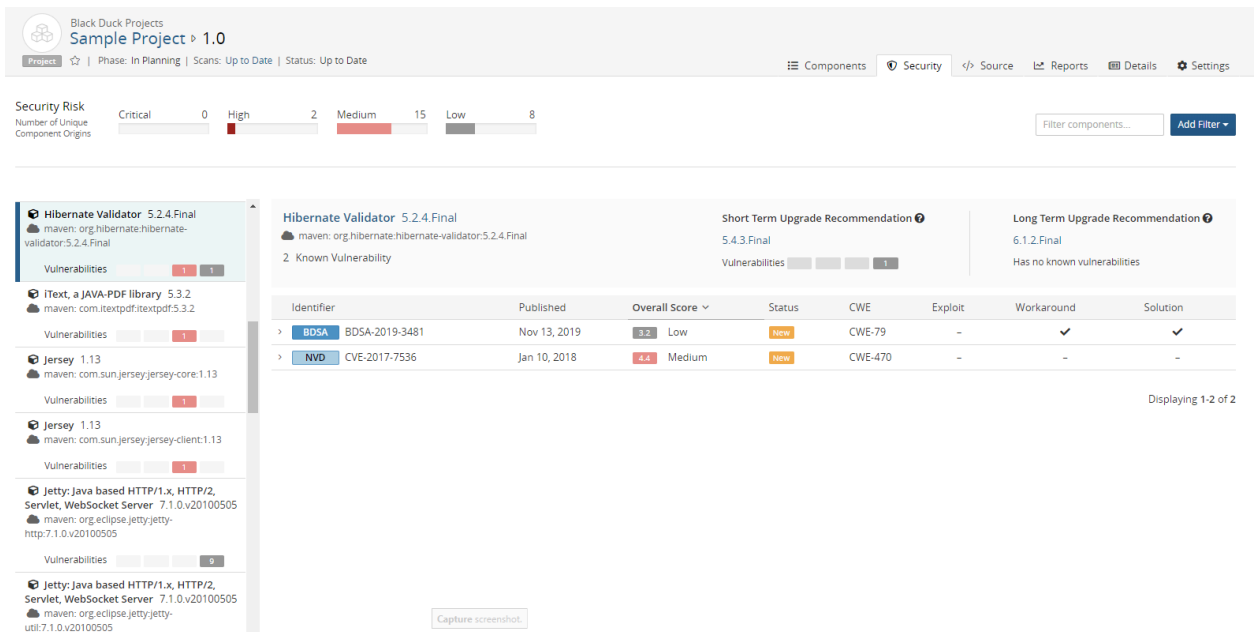 Black Duck Projects
Sample Project 1.0
Project | Phase: In Planning | Scans: Up to Date | Status: Up to Date
Components Security </> Source Reports Details Settings
Security Risk
Number of Unique
Component Origins
Critical 0 High 2 Medium 15 Low 8
Filter components... Add Filter
Hibernate Validator 5.2.4.Final
maven: org.hibernate:hibernate-
validator:5.2.4.Final
Vulnerabilities 1 1
iText, a JAVA-PDF library 5.3.2
maven: com.itextpdf:itextpdf:5.3.2
Vulnerabilities 1
Jersey 1.13
maven: com.sun.jersey:jersey-core:1.13
Vulnerabilities 1
Jersey 1.13
maven: com.sun.jersey:jersey-client:1.13
Vulnerabilities 1
Jetty: Java based HTTP/1.x, HTTP/2,
Servlet, WebSocket Server 7.1.0.v20100505
maven: org.eclipse.jetty:jetty-
http:7.1.0.v20100505
Vulnerabilities 9
Jetty: Java based HTTP/1.x, HTTP/2,
Servlet, WebSocket Server 7.1.0.v20100505
maven: org.eclipse.jetty:jetty-
util:7.1.0.v20100505
Hibernate Validator 5.2.4.Final
maven: org.hibernate:hibernate-validator:5.2.4.Final
2 Known Vulnerability
Short Term Upgrade Recommendation ?
5.4.3.Final
Vulnerabilities 1
Long Term Upgrade Recommendation ?
6.1.2.Final
Has no known vulnerabilities
Identifier Published Overall Score Status CWE Exploit Workaround Solution
> BDSA BDSA-2019-3481 Nov 13, 2019 3.2 Low New CWE-79 – ✓ ✓
> NVD CVE-2017-7536 Jan 10, 2018 4.4 Medium New CWE-470 – – –
Displaying 1-2 of 2
Capture screenshot.